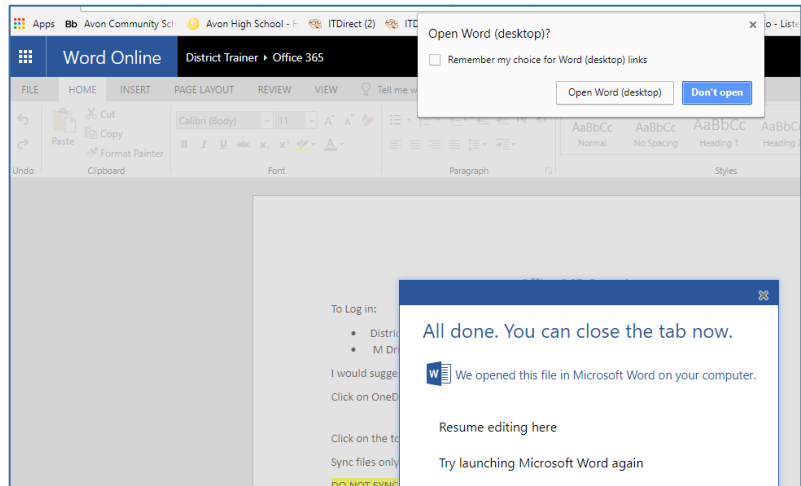 Apps Bb Avon Community Sch Avon High School - ITDirect (2) o - Liste
Open Word (desktop)?
Remember my choice for Word (desktop) links
Open Word (desktop) Don't open
Word Online District Trainer Office 365
FILE HOME INSERT PAGE LAYOUT REVIEW VIEW Tell me w
Cut
Copy
Paste
Format Painter
Calibri (Body) 11
B I U abc x₂ x² A
AaBbCc AaBbCc AaBbCc AaBbC
Normal No Spacing Heading 1 Heading
Undo Clipboard Font Paragraph Styles
To Log in:
• Distric
• M Dri
I would sugge
Click on OneD
Click on the to
Sync files only
DO NOT SYNC
All done. You can close the tab now.
We opened this file in Microsoft Word on your computer.
Resume editing here
Try launching Microsoft Word again